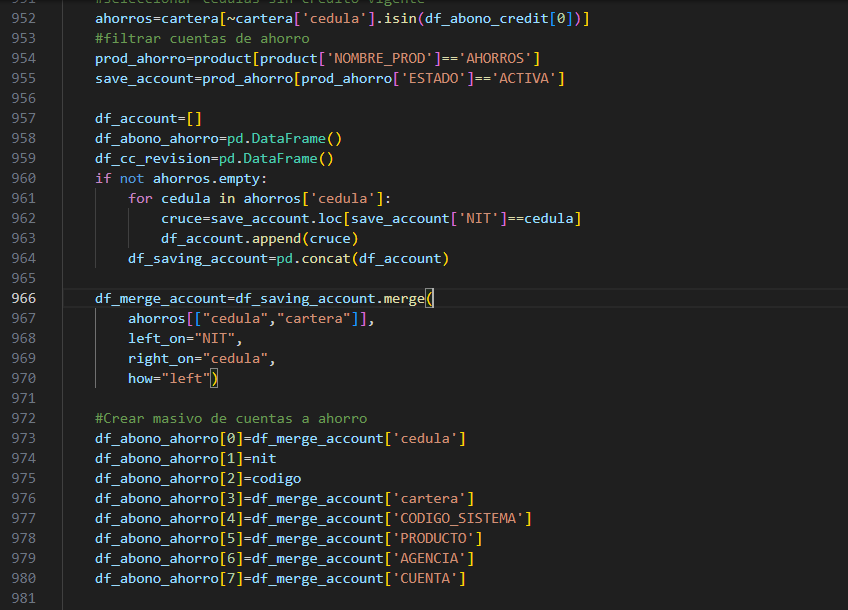 951 #seleccionar cedulas sin credito vigente
952 ahorros=cartera[~cartera['cedula'].isin(df_abono_credit[0])]
953 #filtrar cuentas de ahorro
954 prod_ahorro=product[product['NOMBRE_PROD']=='AHORROS']
955 save_account=prod_ahorro[prod_ahorro['ESTADO']=='ACTIVA']
956
957 df_account=[]
958 df_abono_ahorro=pd.DataFrame()
959 df_cc_revision=pd.DataFrame()
960 if not ahorros.empty:
961 for cedula in ahorros['cedula']:
962 cruce=save_account.loc[save_account['NIT']==cedula]
963 df_account.append(cruce)
964 df_saving_account=pd.concat(df_account)
965
966 df_merge_account=df_saving_account.merge(
967 ahorros[["cedula","cartera"]],
968 left_on="NIT",
969 right_on="cedula",
970 how="left")
971
972 #Crear masivo de cuentas a ahorro
973 df_abono_ahorro[0]=df_merge_account['cedula']
974 df_abono_ahorro[1]=nit
975 df_abono_ahorro[2]=codigo
976 df_abono_ahorro[3]=df_merge_account['cartera']
977 df_abono_ahorro[4]=df_merge_account['CODIGO_SISTEMA']
978 df_abono_ahorro[5]=df_merge_account['PRODUCTO']
979 df_abono_ahorro[6]=df_merge_account['AGENCIA']
980 df_abono_ahorro[7]=df_merge_account['CUENTA']
981